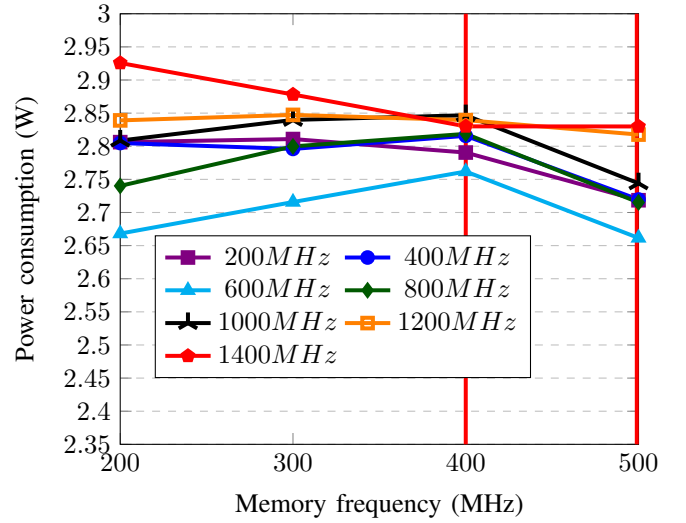 3
2.95
2.9
2.85
2.8
2.75
2.7
2.65
2.6
2.55
2.5
2.45
2.4
2.35
Power consumption (W)
200MHz 400MHz
600MHz 800MHz
1000MHz 1200MHz
1400MHz
200 300 400 500
Memory frequency (MHz)